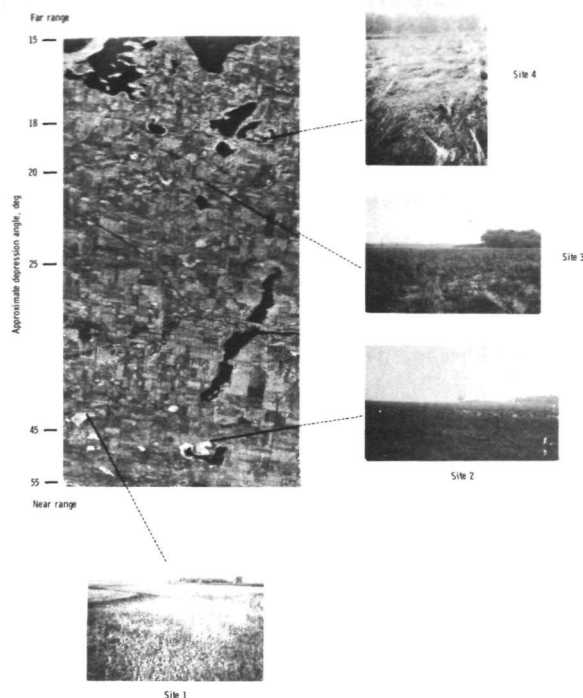 Far range
15
18
20
25
45
55
Approximate depression angle, deg
Near range
Site 4
Site 3
Site 2
Site 1